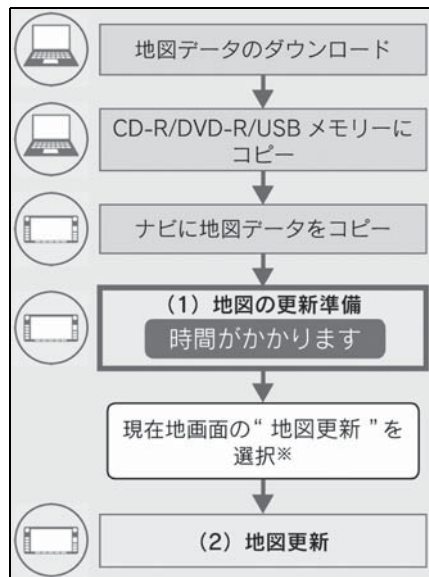 地図データのダウンロード
CD-R/DVD-R/USB メモリーに
コピー
ナビに地図データをコピー
(1) 地図の更新準備
時間がかかります
現在地画面の“ 地図更新 ”を
選択※
(2) 地図更新